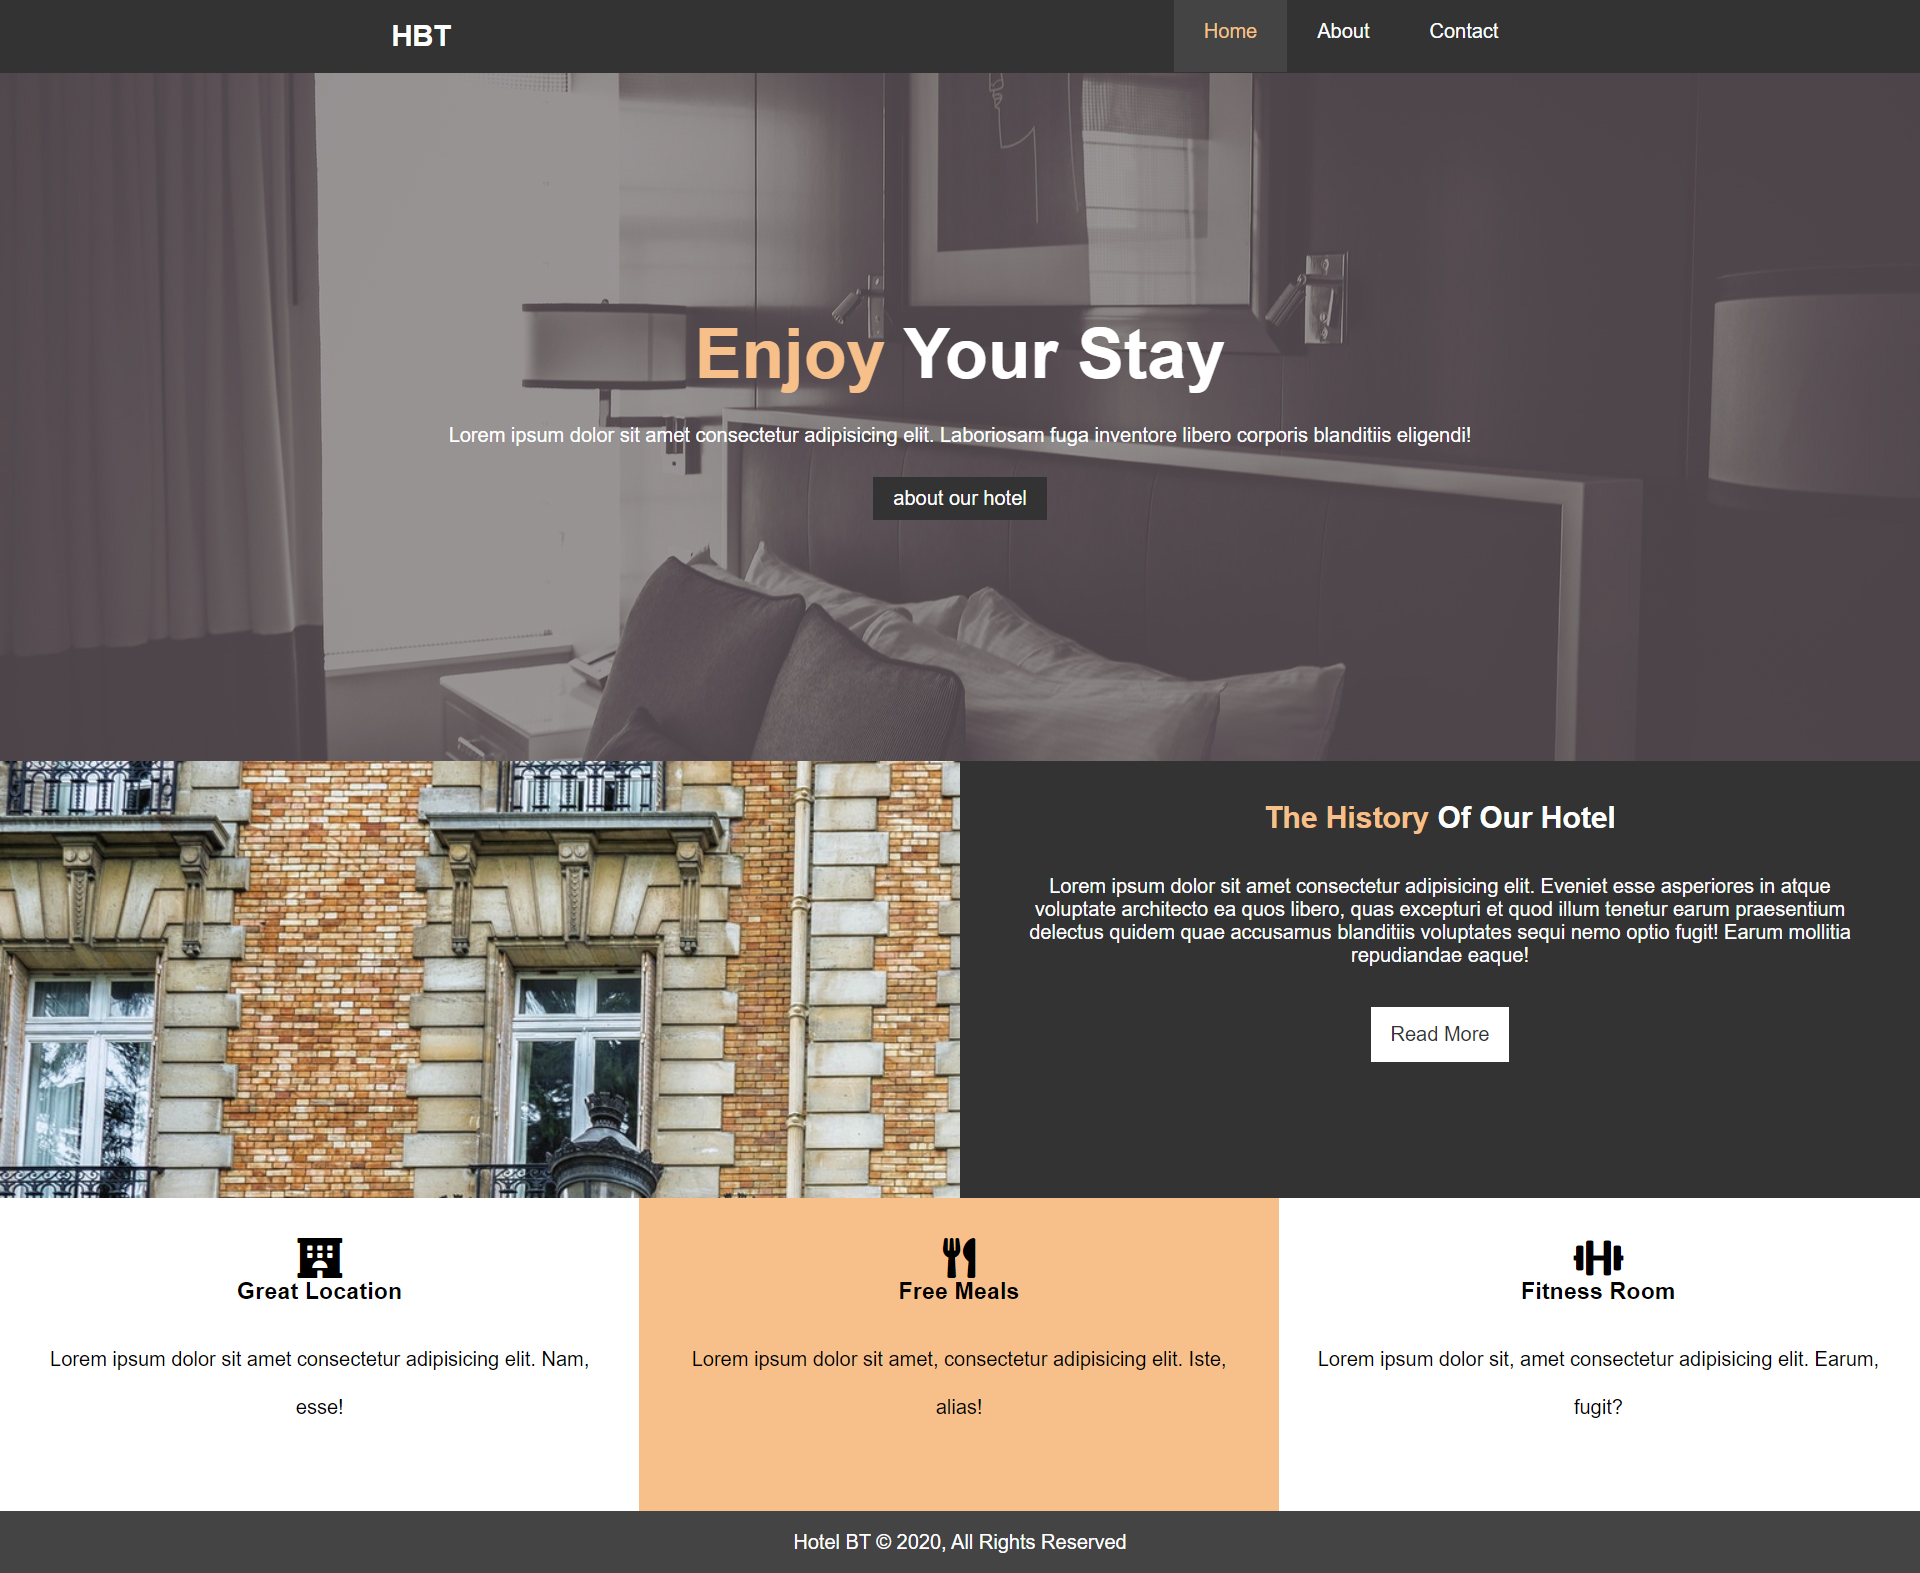 HBT
Home
About
Contact
Enjoy Your Stay
Lorem ipsum dolor sit amet consectetur adipisicing elit. Laboriosam fuga inventore libero corporis blanditiis eligendi!
about our hotel
The History Of Our Hotel
Lorem ipsum dolor sit amet consectetur adipisicing elit. Eveniet esse asperiores in atque
voluptate architecto ea quos libero, quas excepturi et quod illum tenetur earum praesentium
delectus quidem quae accusamus blanditiis voluptates sequi nemo optio fugit! Earum mollitia
repudiandae eaque!
Read More
Great Location
Lorem ipsum dolor sit amet consectetur adipisicing elit. Nam,
esse!
Free Meals
Lorem ipsum dolor sit amet, consectetur adipisicing elit. Iste,
alias!
Fitness Room
Lorem ipsum dolor sit, amet consectetur adipisicing elit. Earum,
fugit?
Hotel BT © 2020, All Rights Reserved